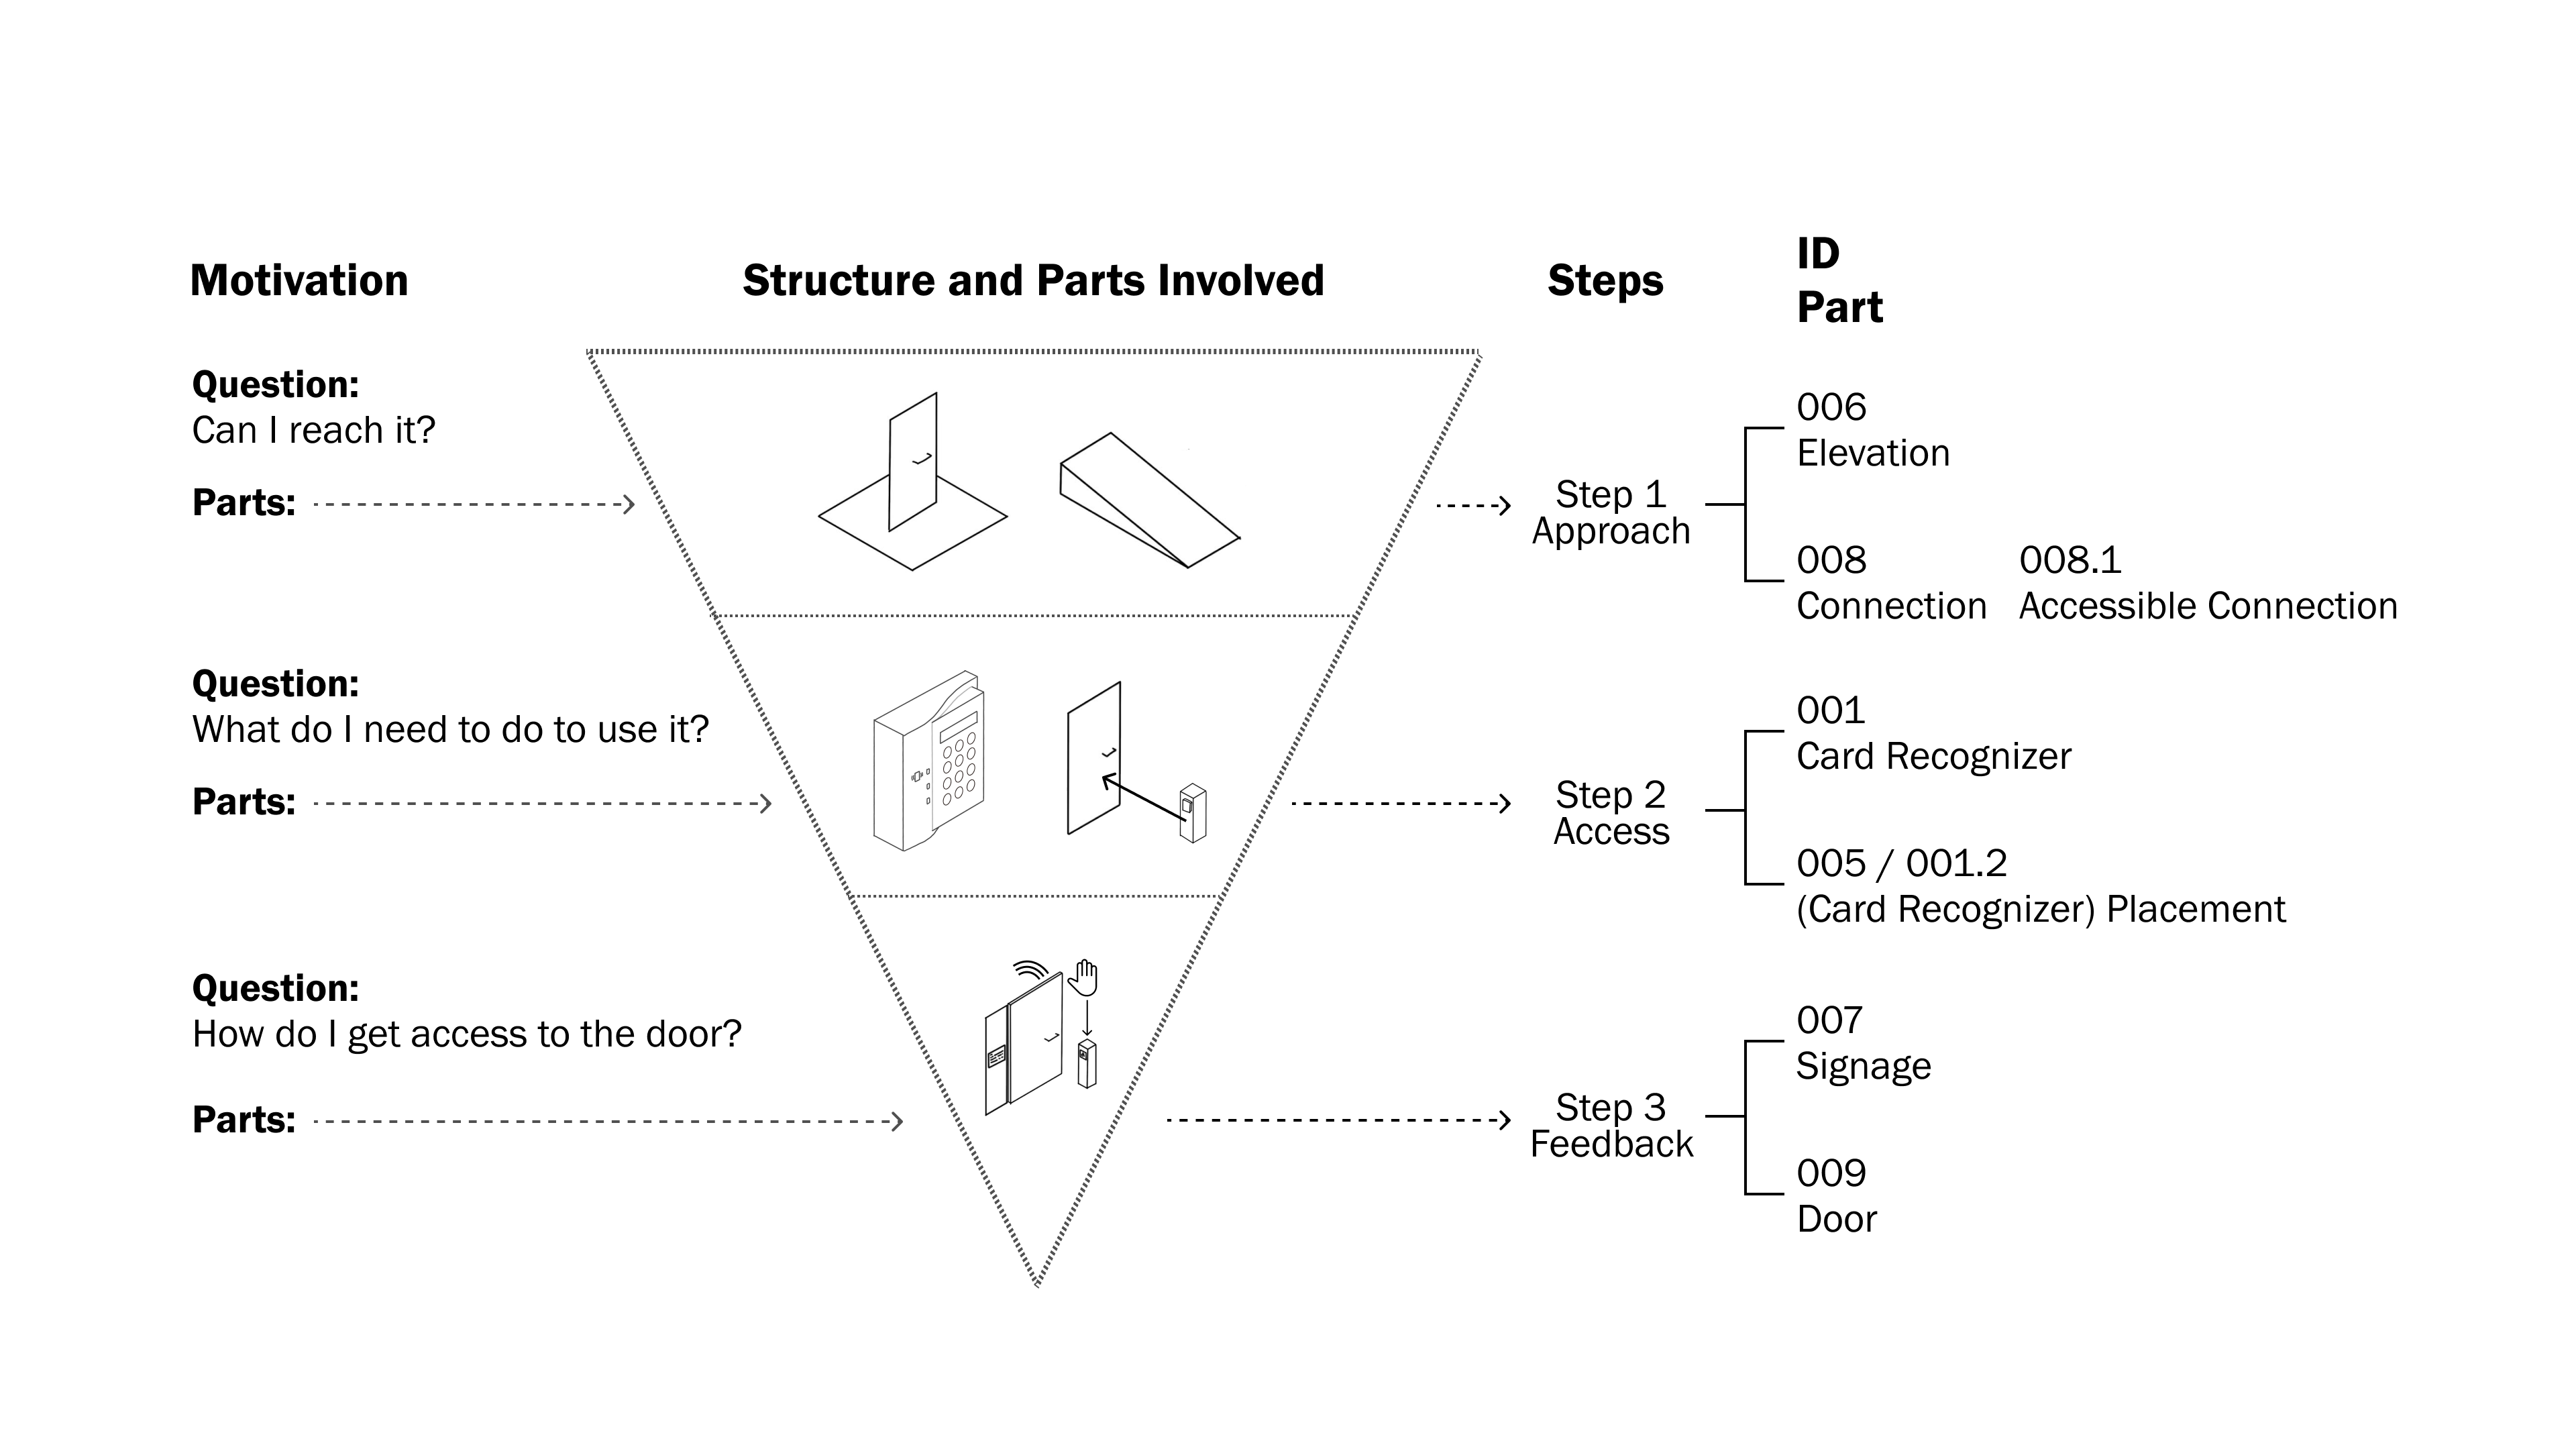 Motivation
Structure and Parts Involved
Steps
ID
Part
Question:
Can I reach it?
Parts:
Step 1
Approach
006
Elevation
008
Connection
008.1
Accessible Connection
Question:
What do I need to do to use it?
Parts:
Step 2
Access
001
Card Recognizer
005 / 001.2
(Card Recognizer) Placement
Question:
How do I get access to the door?
Parts:
Step 3
Feedback
007
Signage
009
Door